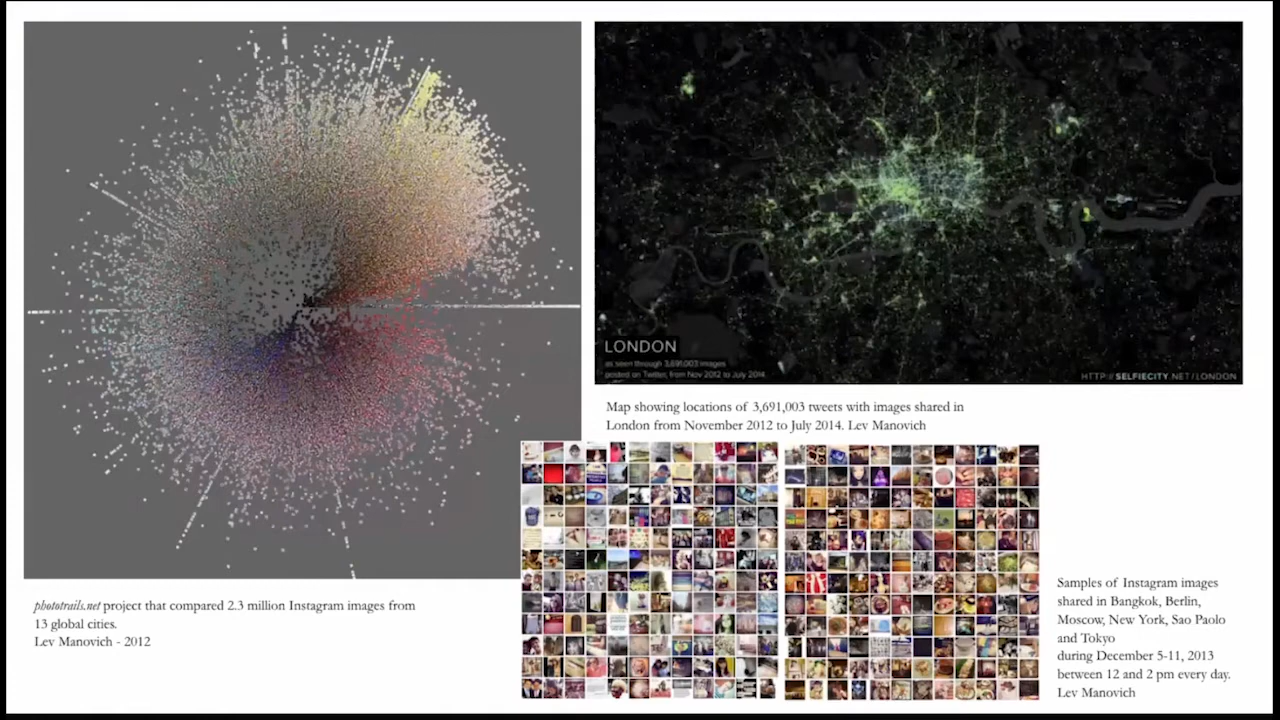 LONDON
as seen through 3,691,003 images
posted on Twitter, from Nov 2012 to July 2014
HTTP://SELFIECITY.NET/LONDON
Map showing locations of 3,691,003 tweets with images shared in
London from November 2012 to July 2014. Lev Manovich
phototrails.net project that compared 2.3 million Instagram images from
13 global cities.
Lev Manovich - 2012
Samples of Instagram images
shared in Bangkok, Berlin,
Moscow, New York, Sao Paolo
and Tokyo
during December 5-11, 2013
between 12 and 2 pm every day.
Lev Manovich